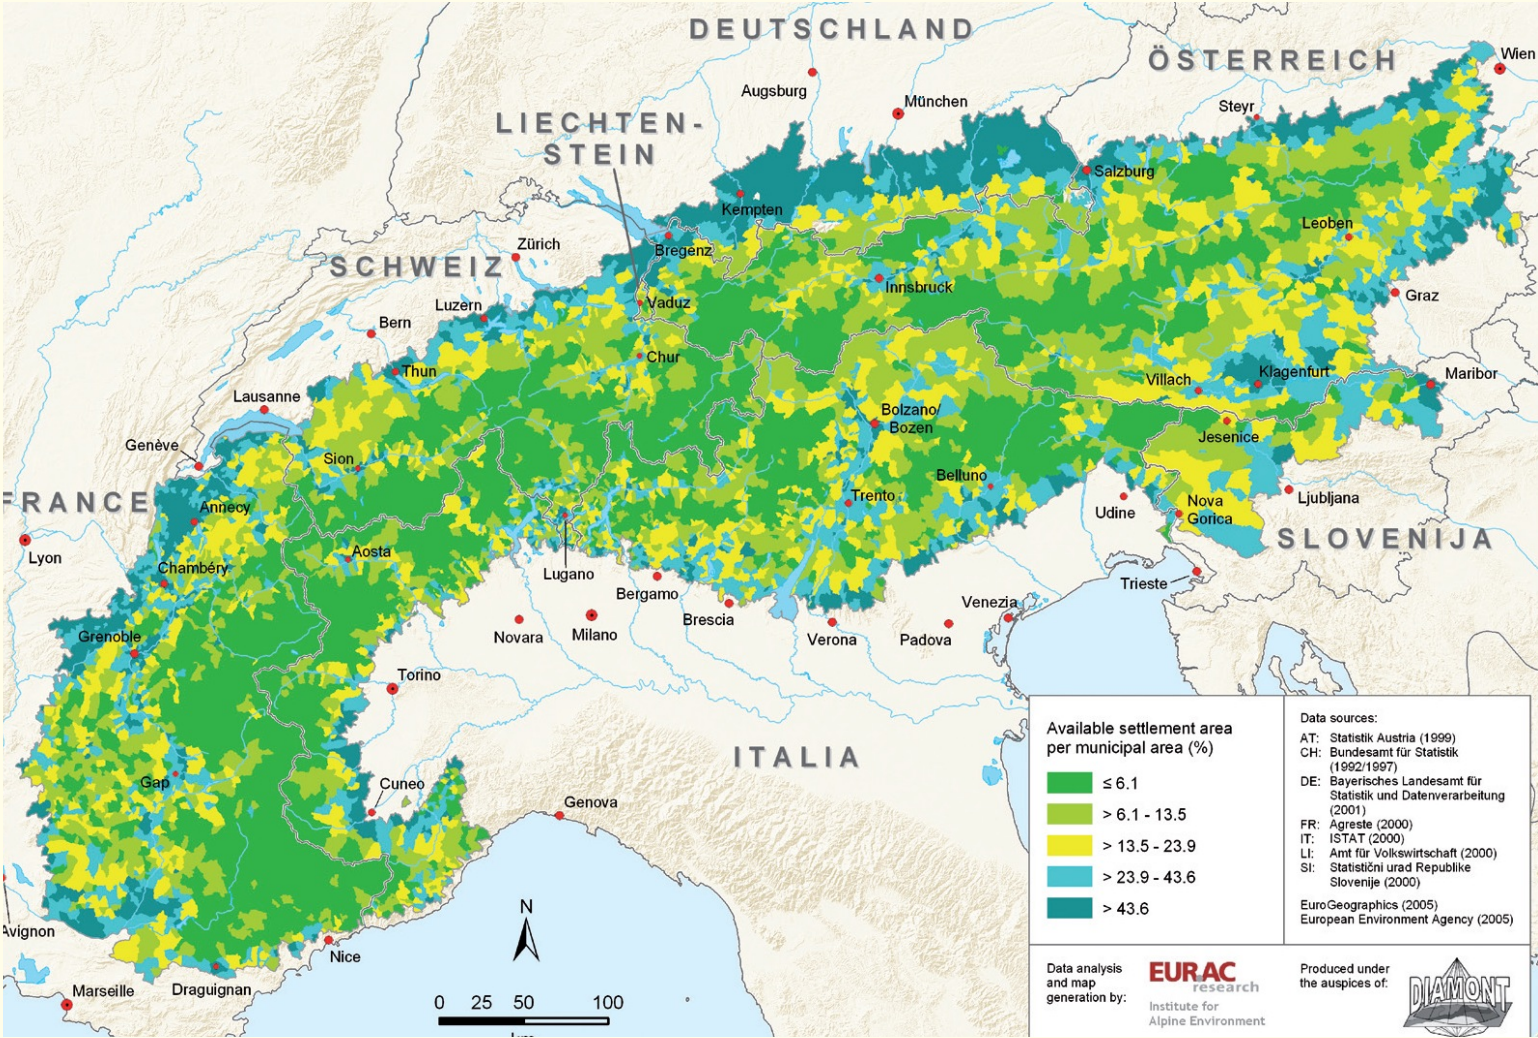 DEUTSCHLAND
ÖSTERREICH
Wien
Augsburg
München
Steyr
LIECHTEN-
STEIN
Salzburg
Kempten
Leoben
Zürich
Bregenz
SCHWEIZ
Innsbruck
Graz
Luzern
Vaduz
Bern
Chur
Thun
Villach
Klagenfurt
Maribor
Lausanne
Bolzano/
Bozen
Jesenice
Genève
Sion
Belluno
FRANCE
Annecy
Trento
Udine
Nova
Gorica
Ljubljana
SLOVENIJA
Lyon
Aosta
Chambéry
Lugano
Trieste
Bergamo
Venezia
Brescia
Grenoble
Novara
Milano
Verona
Padova
Torino
ITALIA
Gap
Cuneo
Genova
Avignon
Nice
Draguignan
Marseille
N
0 25 50 100
km
Available settlement area
per municipal area (%)
≤ 6.1
> 6.1 - 13.5
> 13.5 - 23.9
> 23.9 - 43.6
> 43.6
Data sources:
AT: Statistik Austria (1999)
CH: Bundesamt für Statistik
(1992/1997)
DE: Bayerisches Landesamt für
Statistik und Datenverarbeitung
(2001)
FR: Agreste (2000)
IT: ISTAT (2000)
LI: Amt für Volkswirtschaft (2000)
SI: Statistični urad Republike
Slovenije (2000)
EuroGeographics (2005)
European Environment Agency (2005)
Data analysis
and map
generation by:
EURAC
research
Institute for
Alpine Environment
Produced under
the auspices of:
DIAMONT